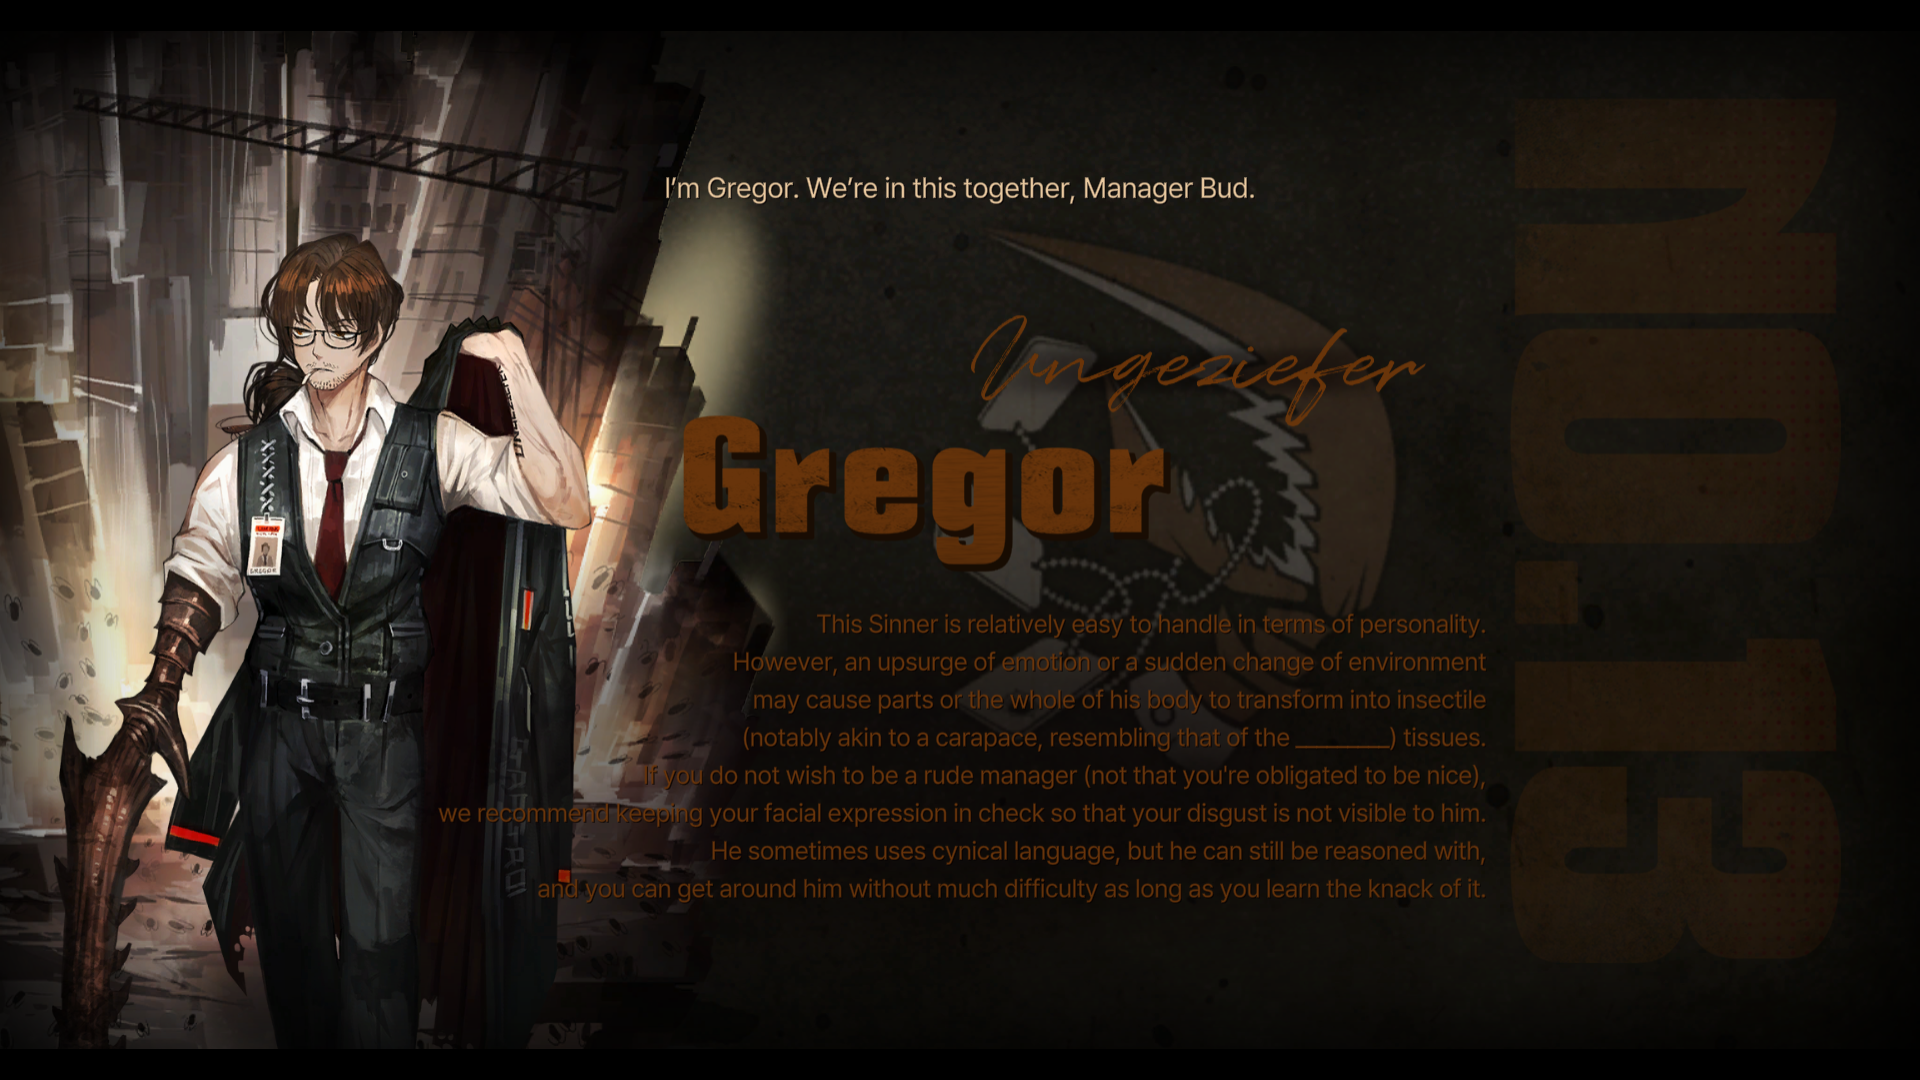 I'm Gregor. We're in this together, Manager Bud.
Ungeziefer
Gregor
This Sinner is relatively easy to handle in terms of personality.
However, an upsurge of emotion or a sudden change of environment
may cause parts or the whole of his body to transform into insectile
(notably akin to a carapace, resembling that of the ________) tissues.
If you do not wish to be a rude manager (not that you're obligated to be nice),
we recommend keeping your facial expression in check so that your disgust is not visible to him.
He sometimes uses cynical language, but he can still be reasoned with,
and you can get around him without much difficulty as long as you learn the knack of it.
NO.13
GREGOR